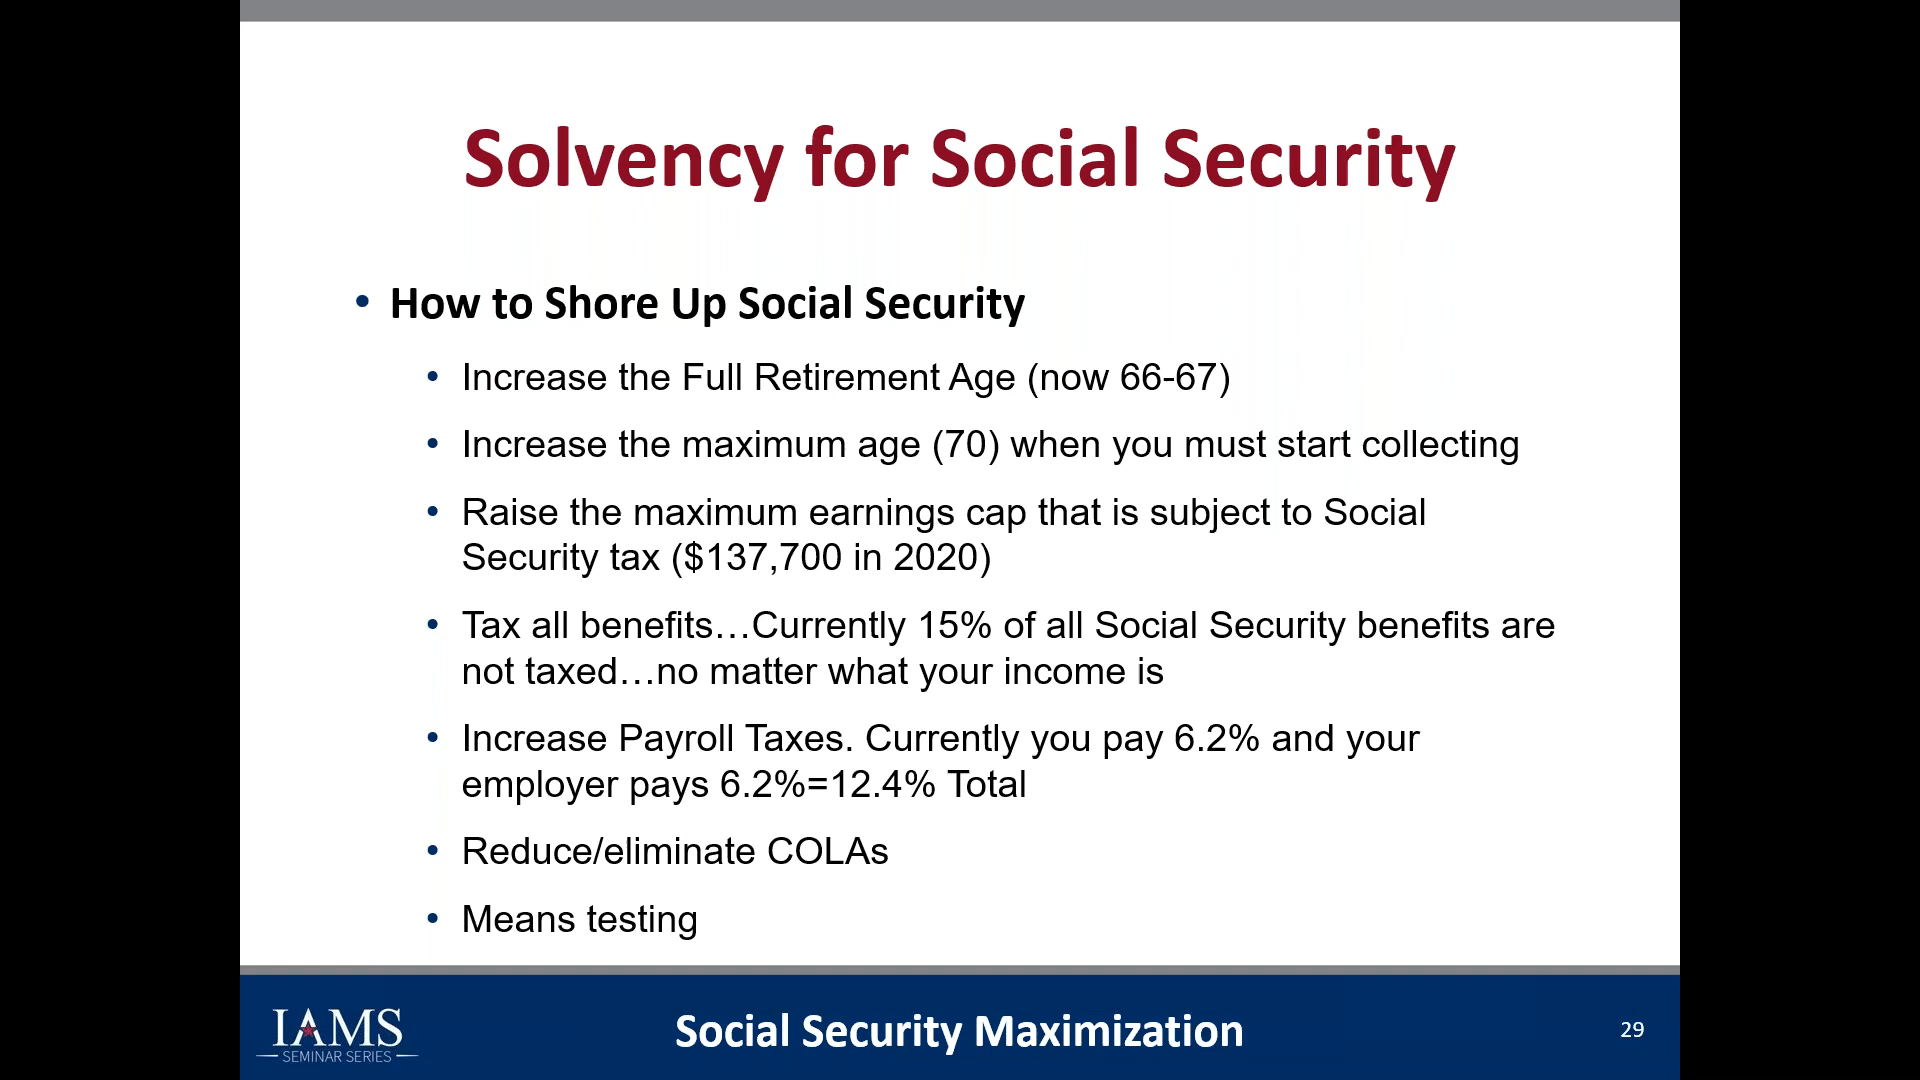 Solvency for Social Security
• How to Shore Up Social Security
• Increase the Full Retirement Age (now 66-67)
• Increase the maximum age (70) when you must start collecting
• Raise the maximum earnings cap that is subject to Social
Security tax ($137,700 in 2020)
• Tax all benefits…Currently 15% of all Social Security benefits are
not taxed…no matter what your income is
• Increase Payroll Taxes. Currently you pay 6.2% and your
employer pays 6.2%=12.4% Total
• Reduce/eliminate COLAs
• Means testing
IAMS
SEMINAR SERIES
Social Security Maximization
29